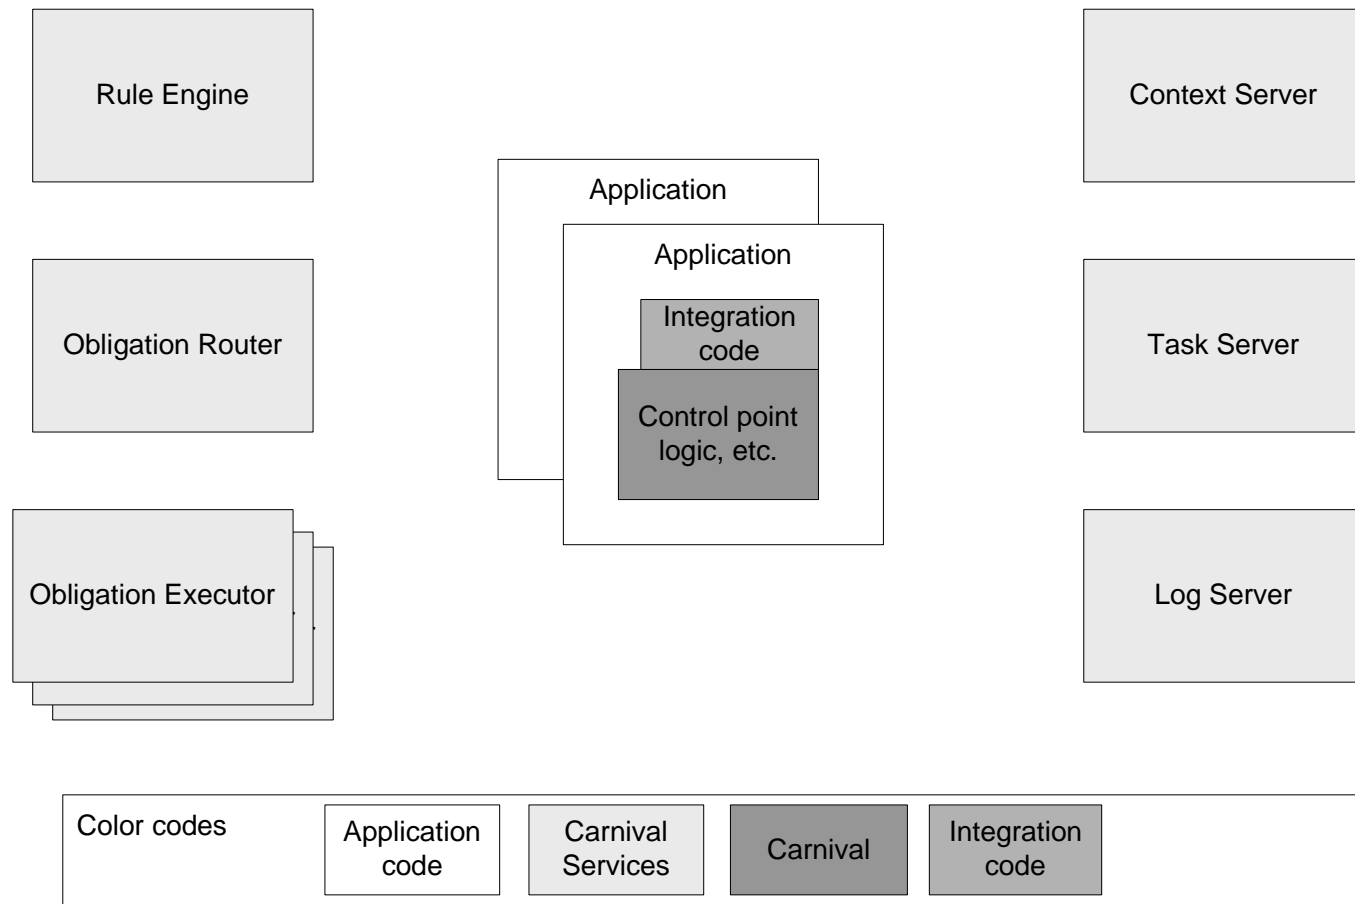 Rule Engine
Context Server
Application
Application
Integration
code
Obligation Router
Task Server
Control point
logic, etc.
Obligation Executor
Log Server
Color codes
Application
code
Carnival
Services
Carnival
Integration
code